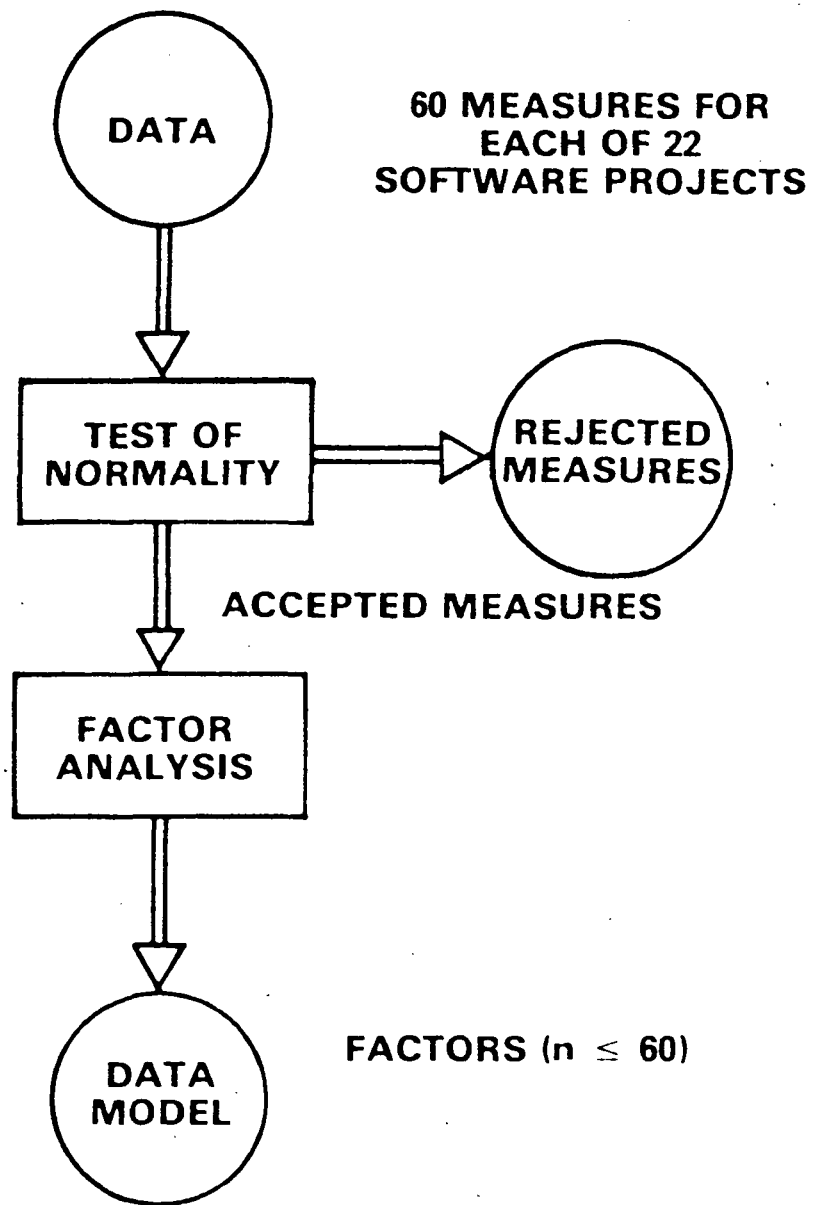 DATA
60 MEASURES FOR
EACH OF 22
SOFTWARE PROJECTS
TEST OF
NORMALITY
REJECTED
MEASURES
ACCEPTED MEASURES
FACTOR
ANALYSIS
DATA
MODEL
FACTORS (n ≤ 60)